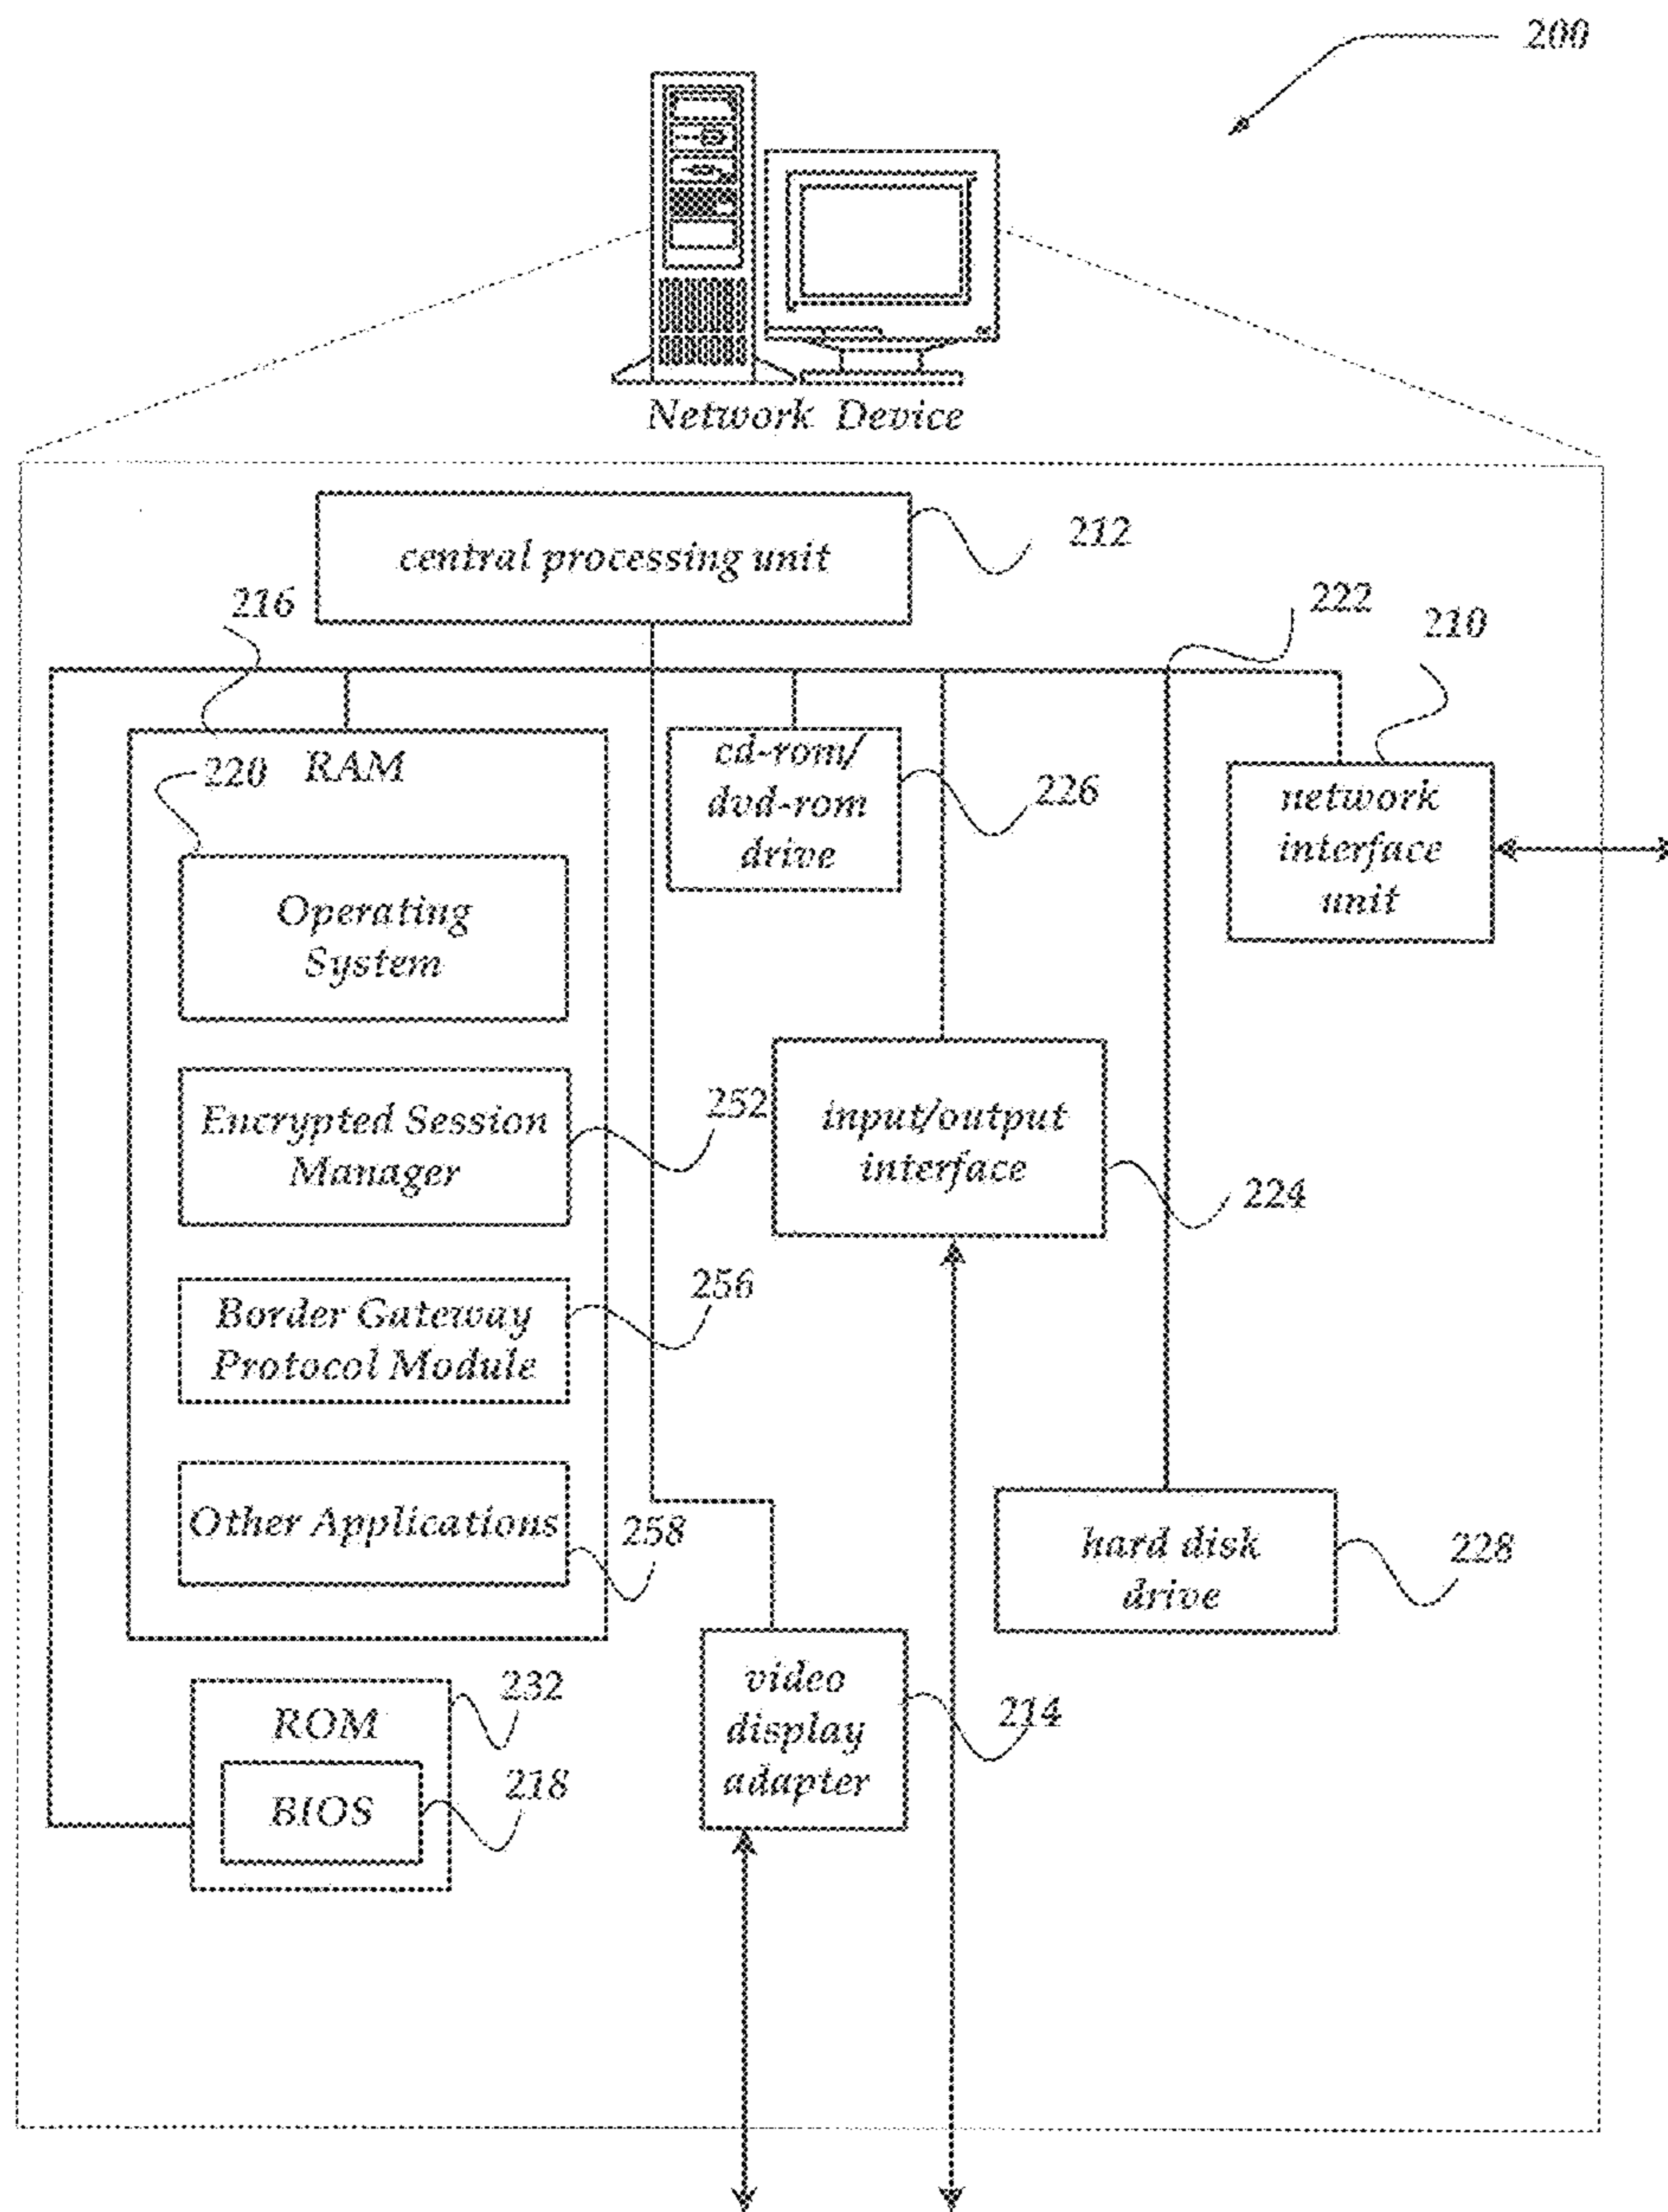 200
Network Device
central processing unit
212
216
222
210
220
RAM
cd-rom/
dvd-rom
drive
226
network
interface
unit
Operating
System
Encrypted Session
Manager
252
input/output
interface
224
Border Gateway
Protocol Module
256
Other Applications
258
hard disk
drive
228
video
display
adapter
214
ROM
232
BIOS
218